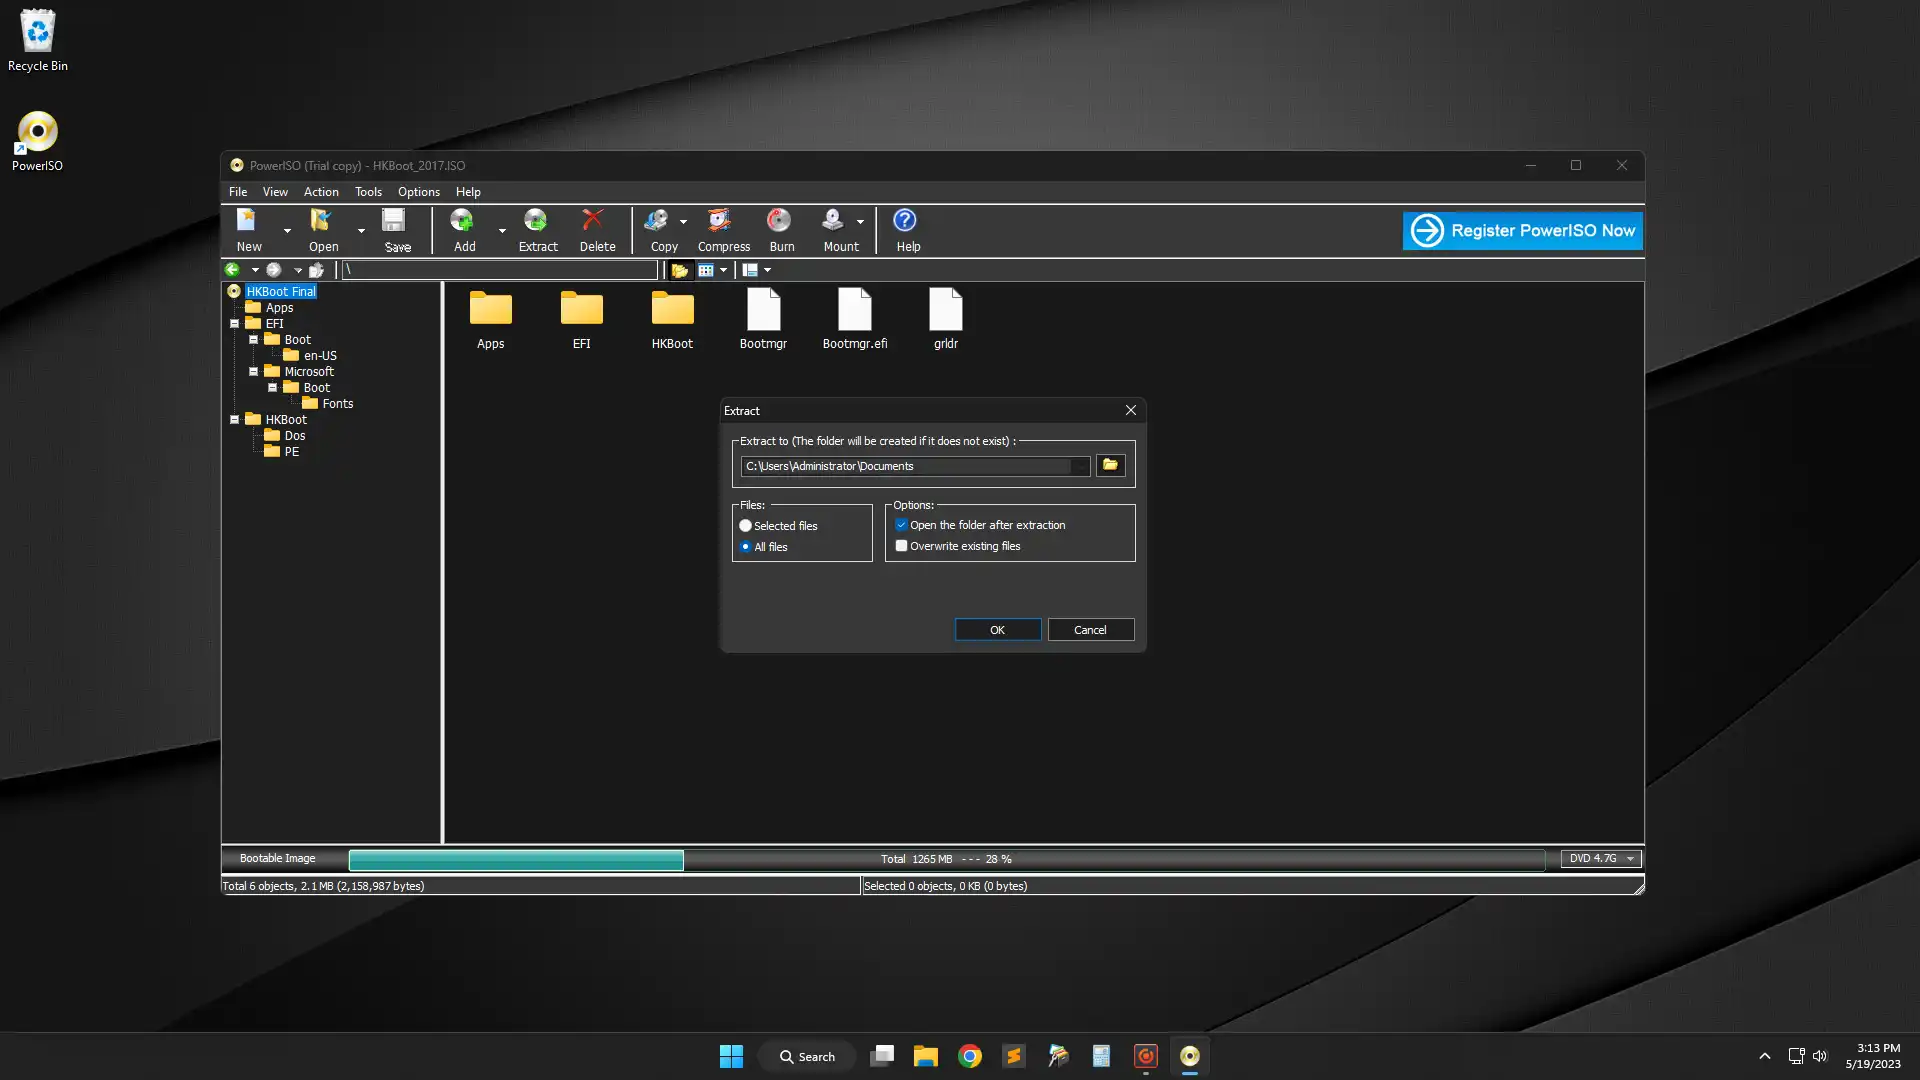 Recycle Bin
PowerISO
PowerISO (Trial copy) - HKBoot_2017.ISO
File View Action Tools Options Help
New Open Save Add Extract Delete Copy Compress Burn Mount Help
Register PowerISO Now
\
HKBoot Final
Apps
EFI
Boot
en-US
Microsoft
Boot
Fonts
HKBoot
Dos
PE
Apps EFI HKBoot Bootmgr Bootmgr.efi grldr
Extract
Extract to (The folder will be created if it does not exist) :
C:\Users\Administrator\Documents
Files:
Selected files
All files
Options:
Open the folder after extraction
Overwrite existing files
OK Cancel
Bootable Image Total 1265 MB --- 28 % DVD 4.7G
Total 6 objects, 2.1 MB (2,158,987 bytes) Selected 0 objects, 0 KB (0 bytes)
Search
3:13 PM
5/19/2023